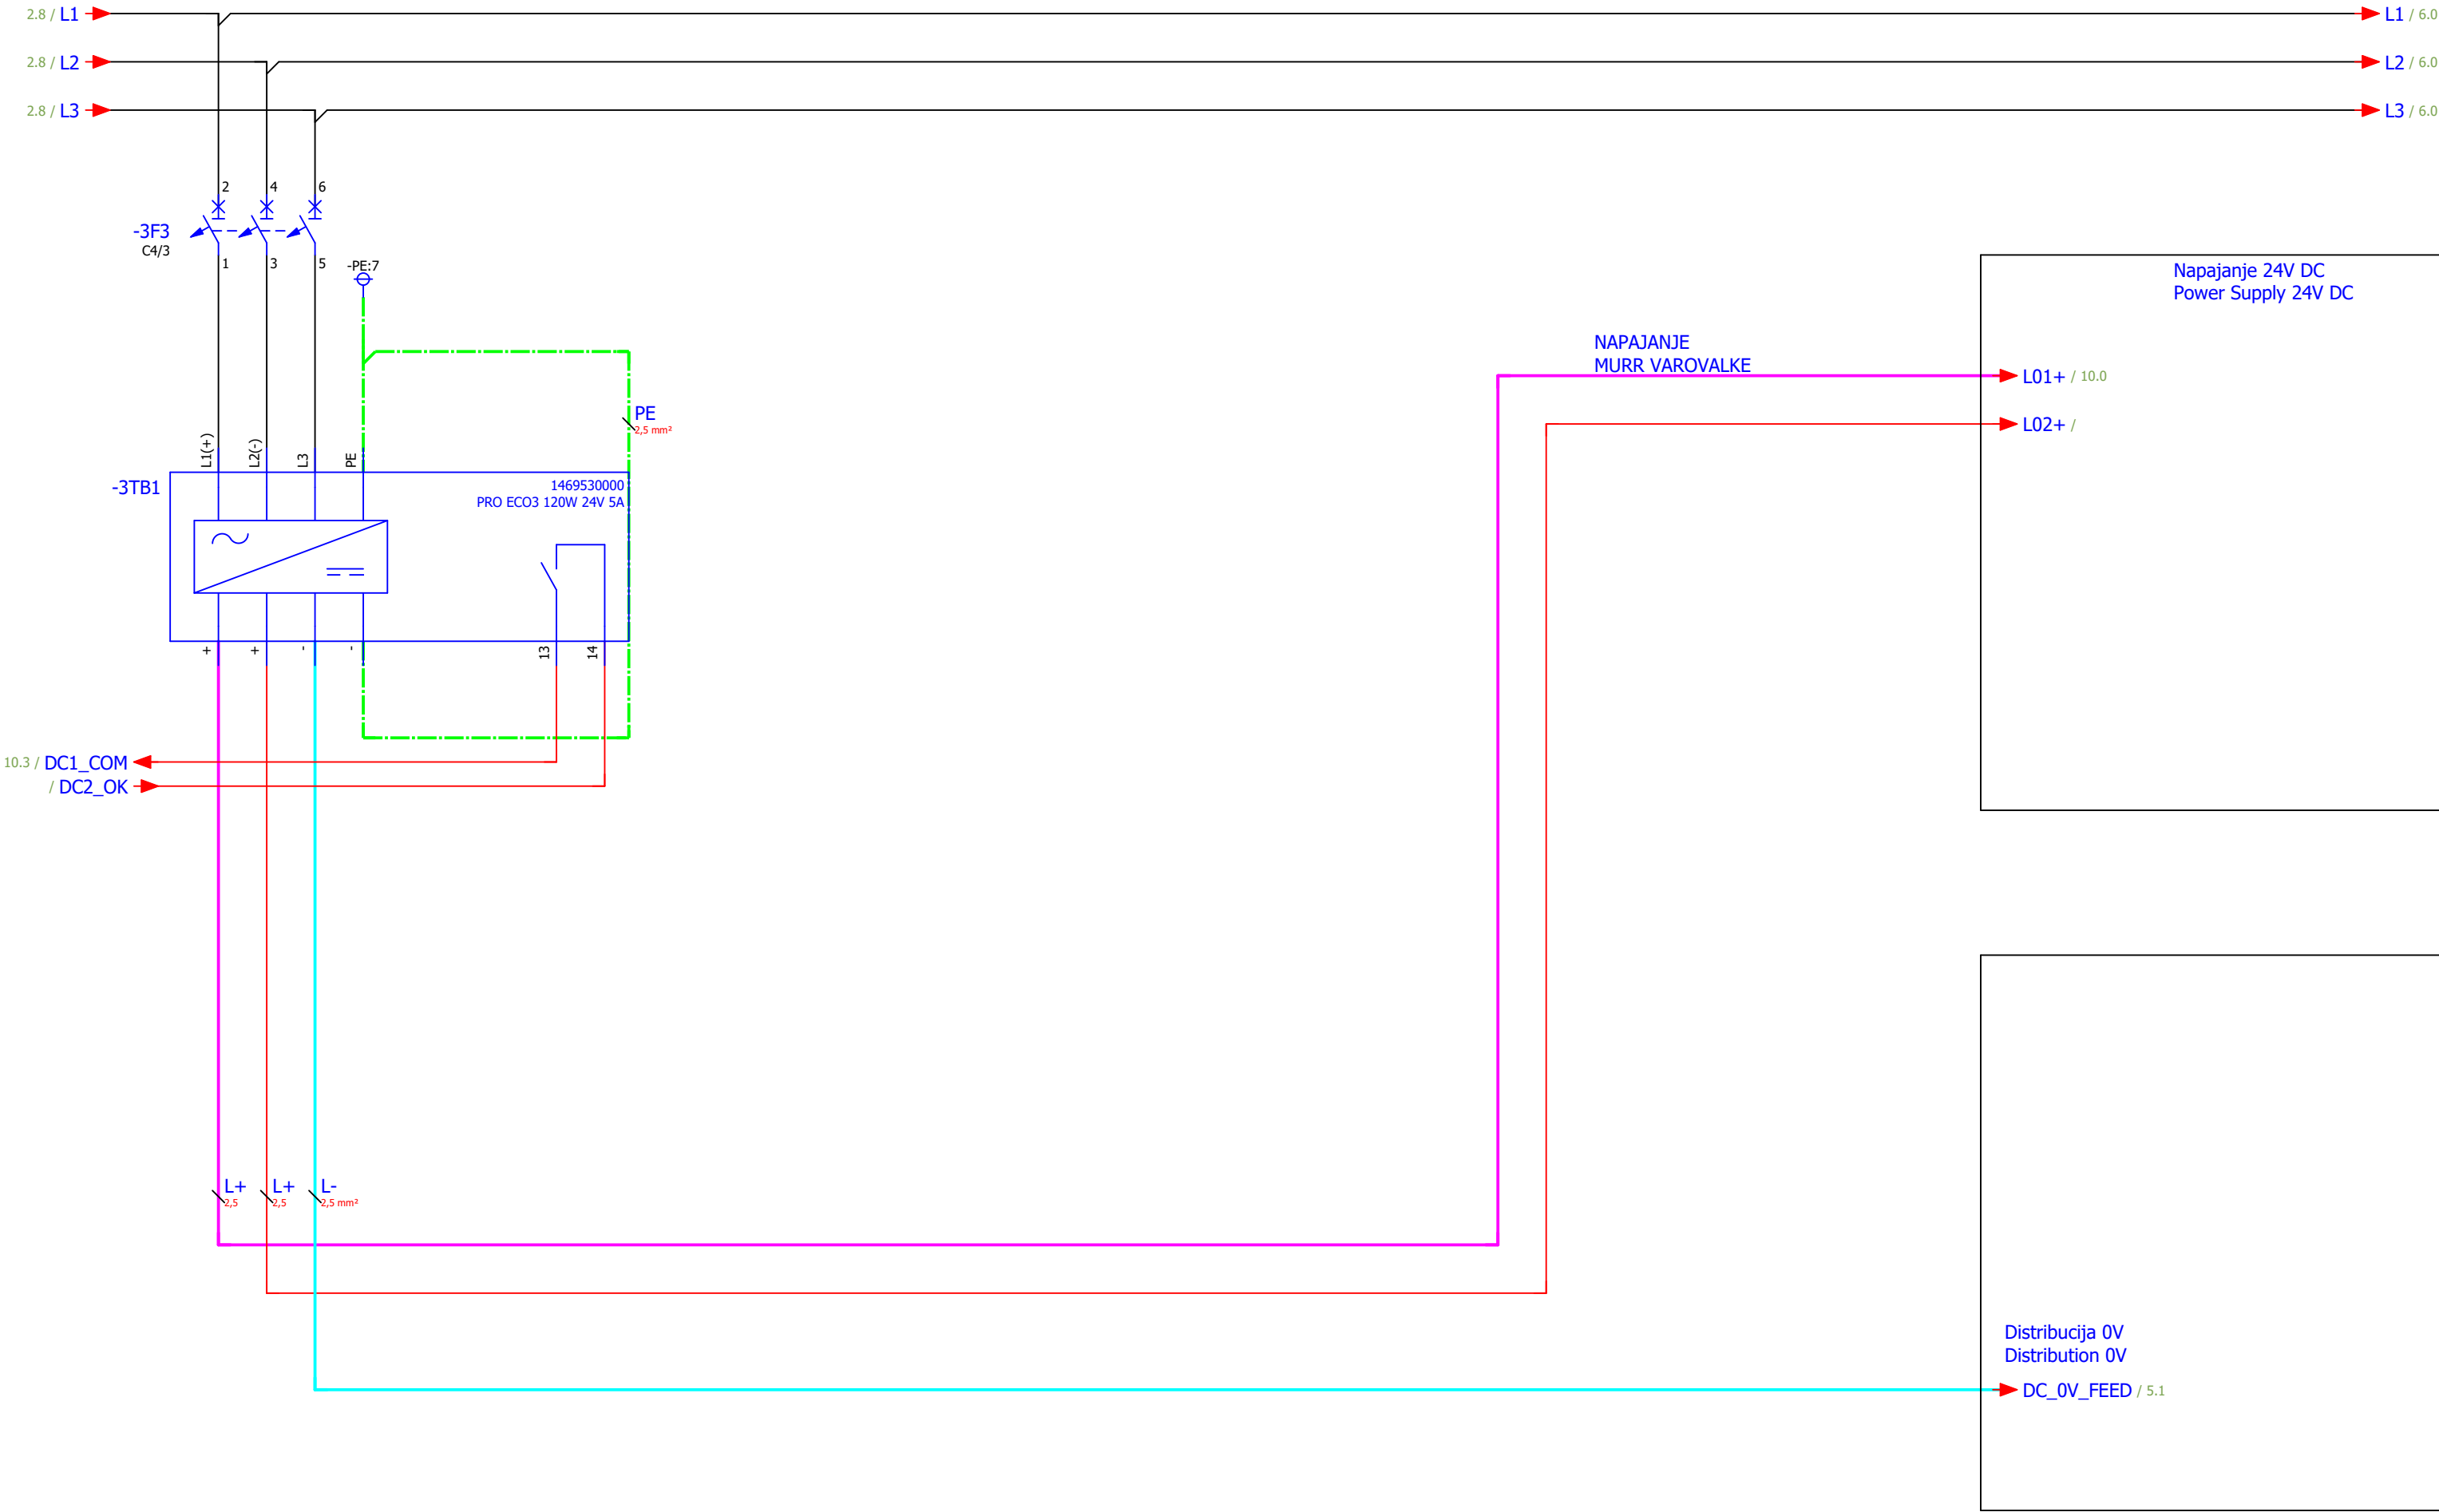 2.8 / L1
L1 / 6.0
2.8 / L2
L2 / 6.0
2.8 / L3
L3 / 6.0
2 4 6
-3F3
C4/3
1 3 5
-PE:7
Napajanje 24V DC
Power Supply 24V DC
NAPAJANJE
MURR VAROVALKE
L01+ / 10.0
PE
2,5 mm²
L02+ /
L1(+) L2(-) L3 PE
-3TB1
1469530000
PRO ECO3 120W 24V 5A
+ + - - 13 14
10.3 / DC1_COM
/ DC2_OK
L+ L+ L-
2,5 2,5 2,5 mm²
Distribucija 0V
Distribution 0V
DC_0V_FEED / 5.1